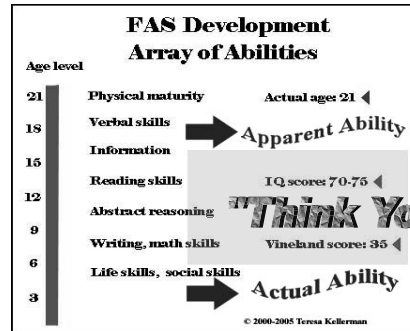 FAS Development
Array of Abilities
Age level
21 Physical maturity Actual age: 21
18 Verbal skills Apparent Ability
15 Information
12 Reading skills IQ score: 70-75
Abstract reasoning "Think Yo
9
6 Writing, math skills Vineland score: 35
Life skills, social skills
3 Actual Ability
© 2000-2005 Teresa Kellerman